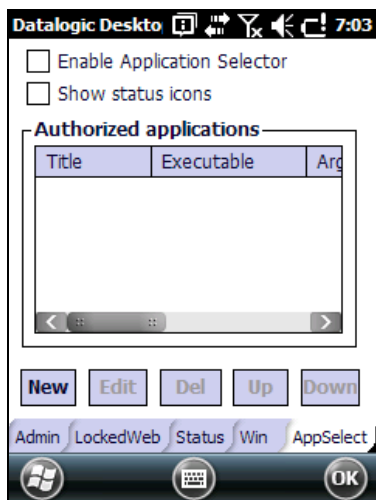 Datalogic Deskto 7:03
Enable Application Selector
Show status icons
Authorized applications
Title Executable Arg
New Edit Del Up Down
Admin LockedWeb Status Win AppSelect
OK